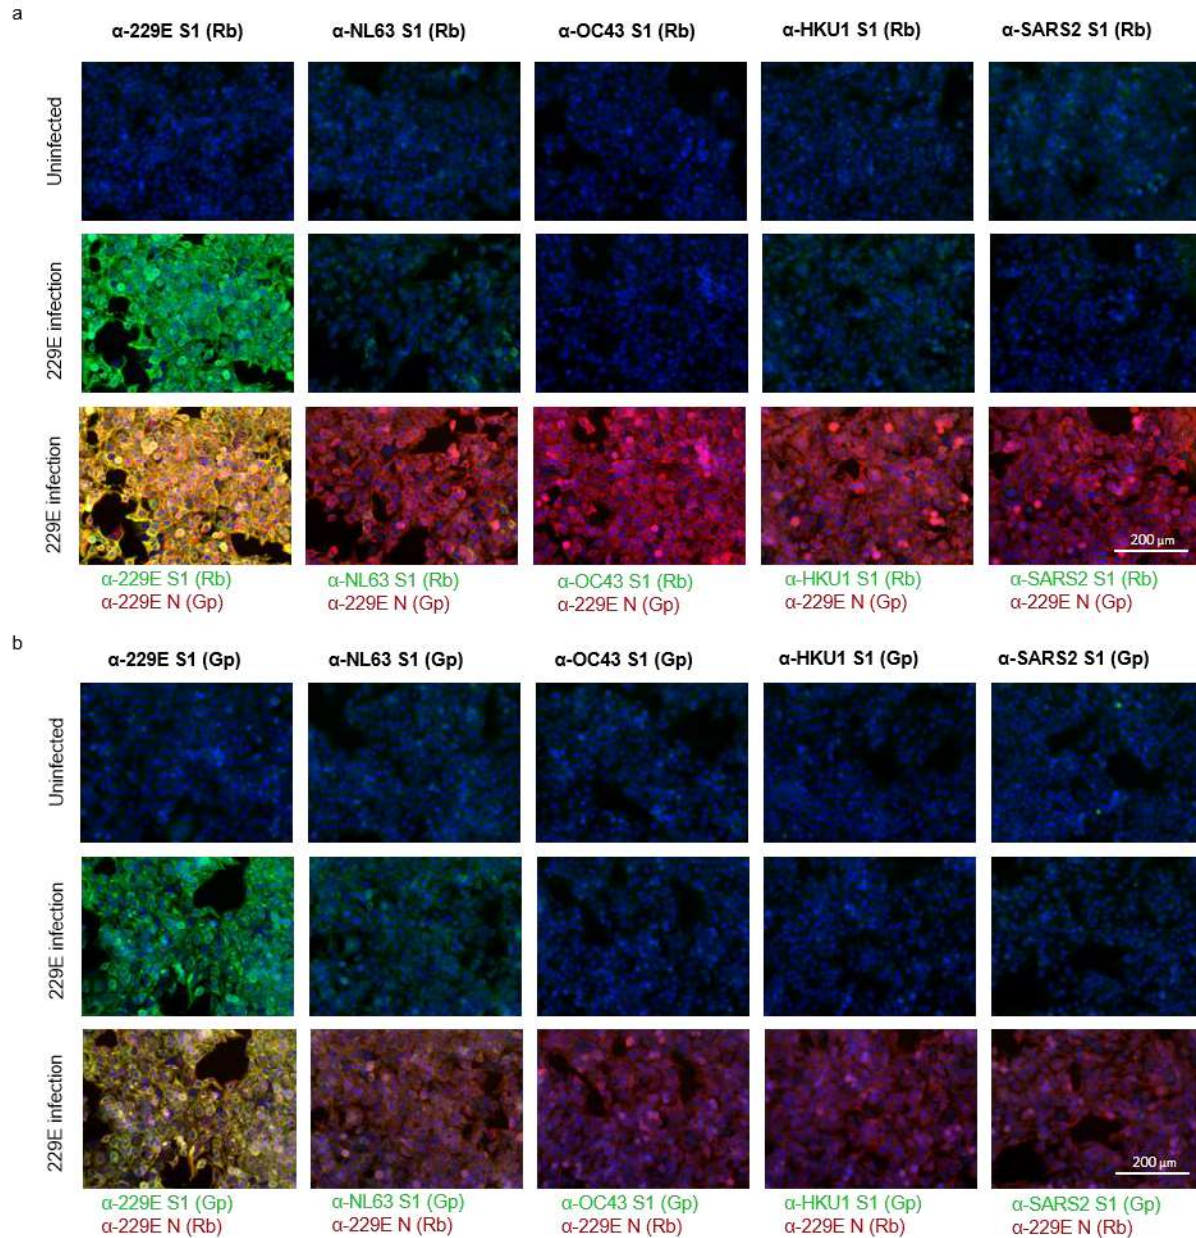 a
α-229E S1 (Rb) α-NL63 S1 (Rb) α-OC43 S1 (Rb) α-HKU1 S1 (Rb) α-SARS2 S1 (Rb)
Uninfected
229E infection
229E infection
200 µm
α-229E S1 (Rb) α-NL63 S1 (Rb) α-OC43 S1 (Rb) α-HKU1 S1 (Rb) α-SARS2 S1 (Rb)
α-229E N (Gp) α-229E N (Gp) α-229E N (Gp) α-229E N (Gp) α-229E N (Gp)
b
α-229E S1 (Gp) α-NL63 S1 (Gp) α-OC43 S1 (Gp) α-HKU1 S1 (Gp) α-SARS2 S1 (Gp)
Uninfected
229E infection
229E infection
200 µm
α-229E S1 (Gp) α-NL63 S1 (Gp) α-OC43 S1 (Gp) α-HKU1 S1 (Gp) α-SARS2 S1 (Gp)
α-229E N (Rb) α-229E N (Rb) α-229E N (Rb) α-229E N (Rb) α-229E N (Rb)